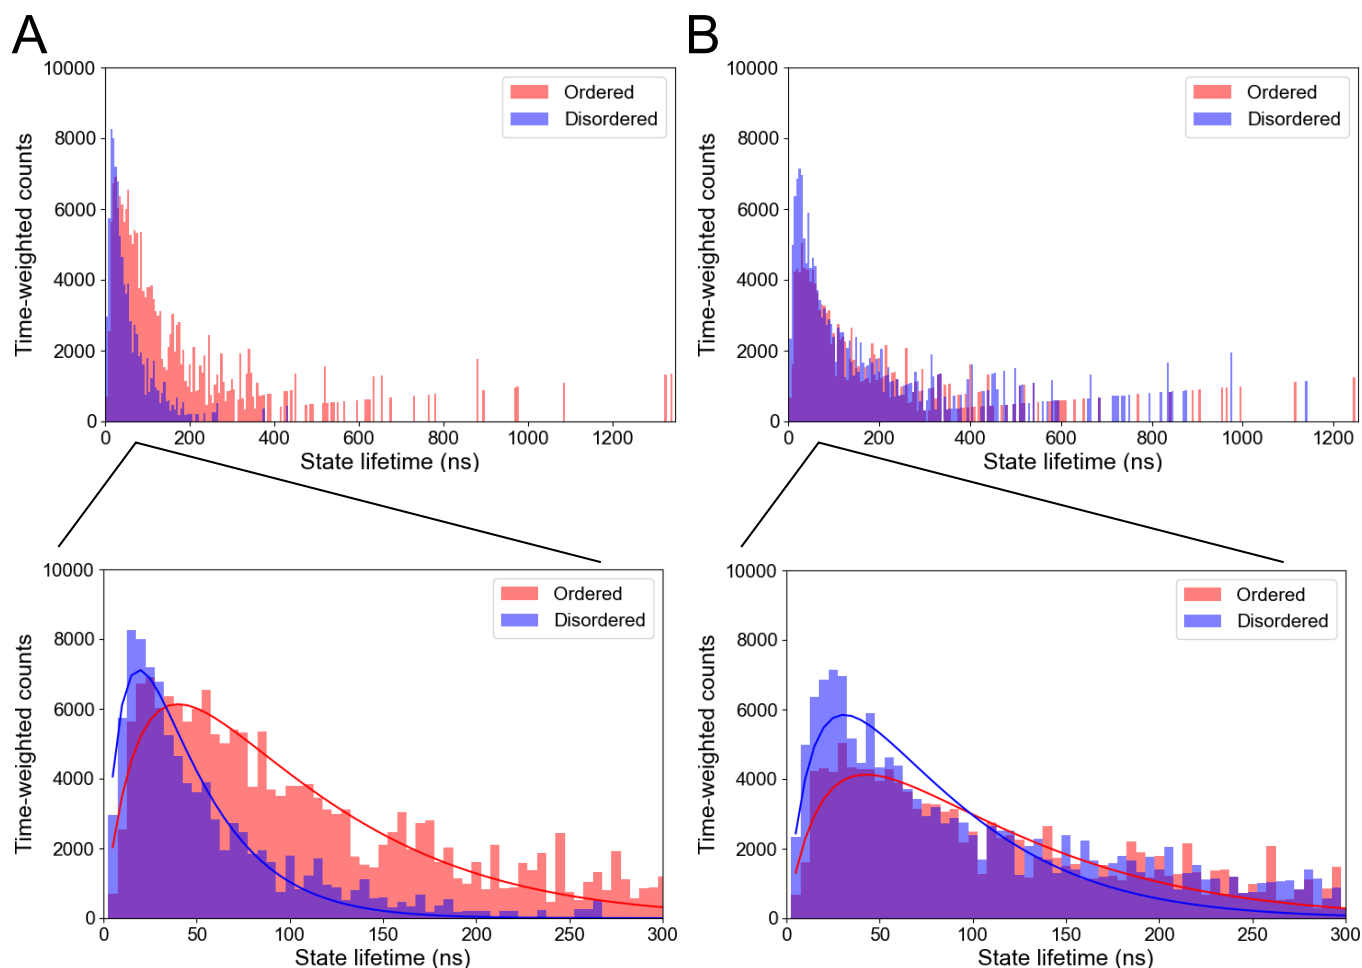 A
B
10000
8000
6000
4000
2000
0
Time-weighted counts
Ordered
Disordered
0 200 400 600 800 1000 1200
State lifetime (ns)
10000
8000
6000
4000
2000
0
Time-weighted counts
Ordered
Disordered
0 200 400 600 800 1000 1200
State lifetime (ns)
10000
8000
6000
4000
2000
0
Time-weighted counts
Ordered
Disordered
0 50 100 150 200 250 300
State lifetime (ns)
10000
8000
6000
4000
2000
0
Time-weighted counts
Ordered
Disordered
0 50 100 150 200 250 300
State lifetime (ns)